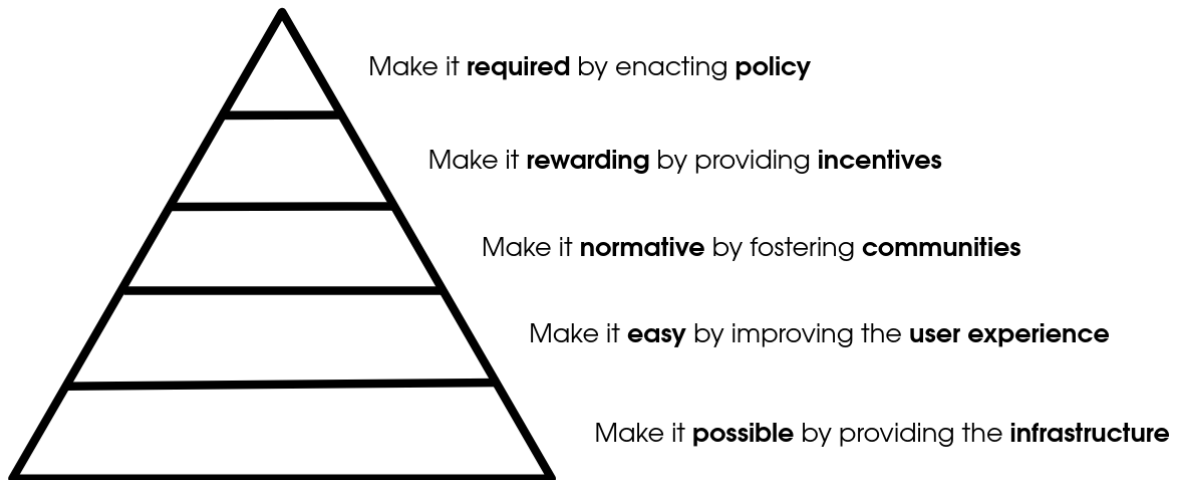 Make it required by enacting policy
Make it rewarding by providing incentives
Make it normative by fostering communities
Make it easy by improving the user experience
Make it possible by providing the infrastructure